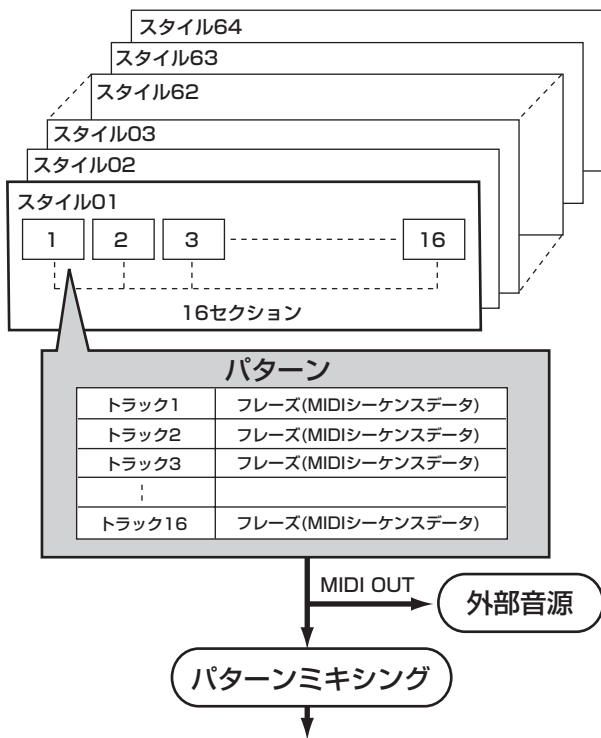 スタイル64
スタイル63
スタイル62
スタイル03
スタイル02
スタイル01
1 2 3 16
16セクション
パターン
トラック1 フレーズ(MIDIシーケンスデータ)
トラック2 フレーズ(MIDIシーケンスデータ)
トラック3 フレーズ(MIDIシーケンスデータ)
トラック16 フレーズ(MIDIシーケンスデータ)
MIDI OUT
外部音源
パターンミキシング